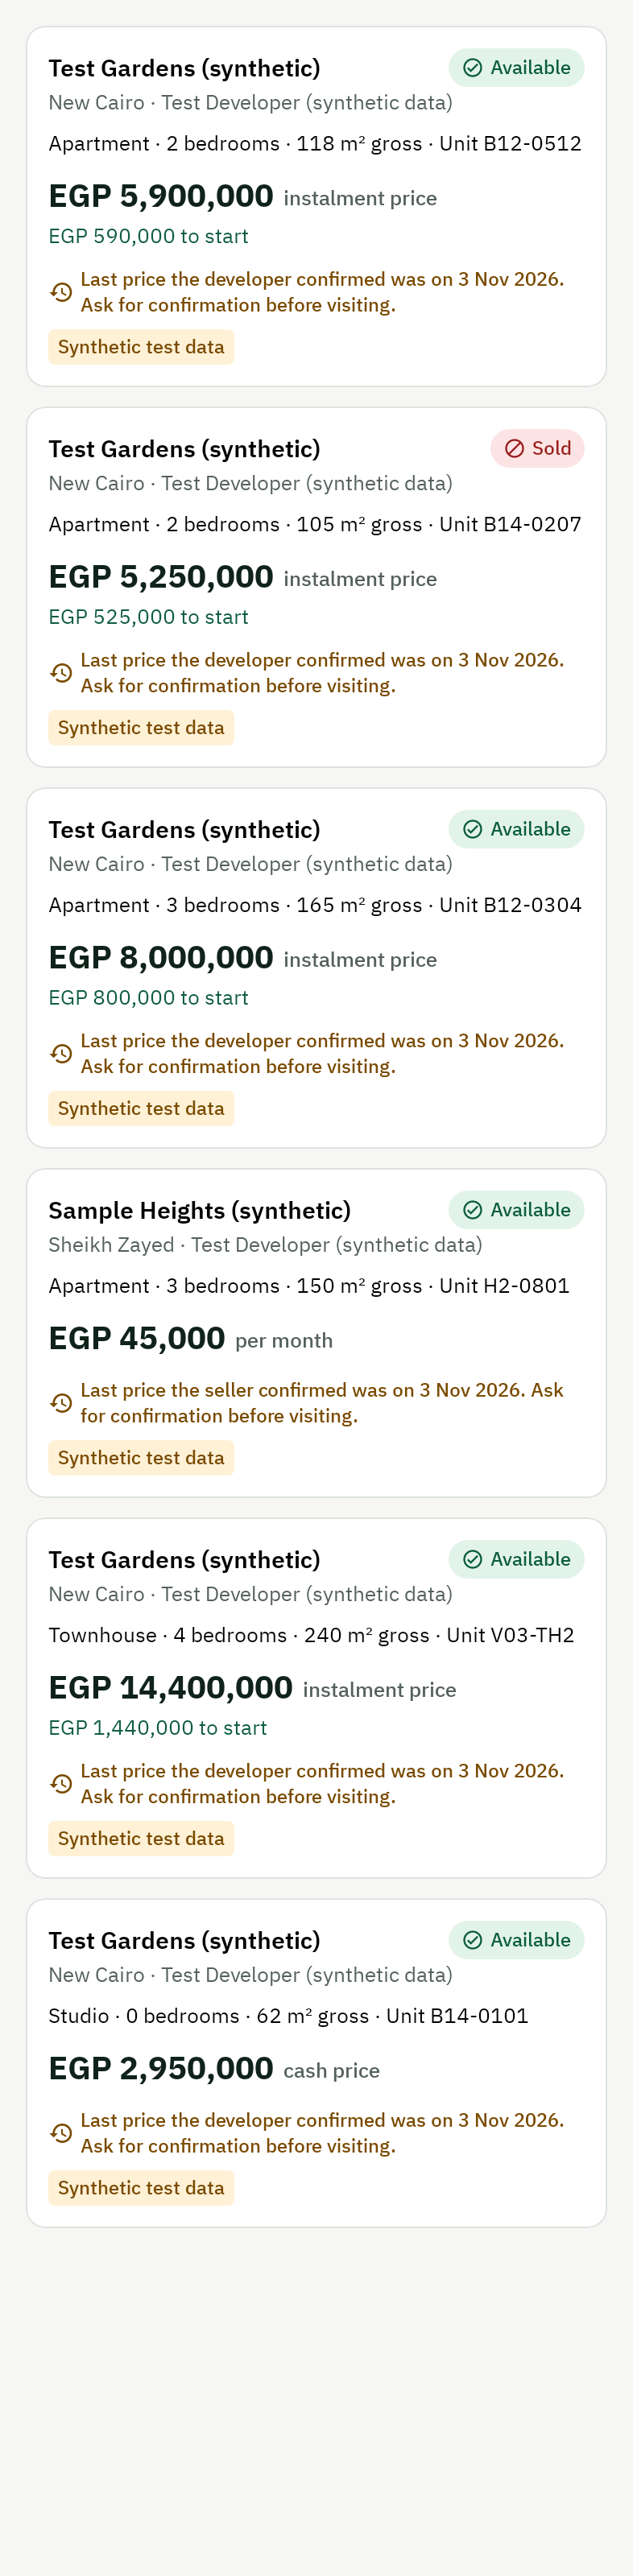 Test Gardens (synthetic)
Available
New Cairo · Test Developer (synthetic data)
Apartment · 2 bedrooms · 118 m² gross · Unit B12-0512
EGP 5,900,000 instalment price
EGP 590,000 to start
Last price the developer confirmed was on 3 Nov 2026.
Ask for confirmation before visiting.
Synthetic test data
Test Gardens (synthetic)
Sold
New Cairo · Test Developer (synthetic data)
Apartment · 2 bedrooms · 105 m² gross · Unit B14-0207
EGP 5,250,000 instalment price
EGP 525,000 to start
Last price the developer confirmed was on 3 Nov 2026.
Ask for confirmation before visiting.
Synthetic test data
Test Gardens (synthetic)
Available
New Cairo · Test Developer (synthetic data)
Apartment · 3 bedrooms · 165 m² gross · Unit B12-0304
EGP 8,000,000 instalment price
EGP 800,000 to start
Last price the developer confirmed was on 3 Nov 2026.
Ask for confirmation before visiting.
Synthetic test data
Sample Heights (synthetic)
Available
Sheikh Zayed · Test Developer (synthetic data)
Apartment · 3 bedrooms · 150 m² gross · Unit H2-0801
EGP 45,000 per month
Last price the seller confirmed was on 3 Nov 2026. Ask
for confirmation before visiting.
Synthetic test data
Test Gardens (synthetic)
Available
New Cairo · Test Developer (synthetic data)
Townhouse · 4 bedrooms · 240 m² gross · Unit V03-TH2
EGP 14,400,000 instalment price
EGP 1,440,000 to start
Last price the developer confirmed was on 3 Nov 2026.
Ask for confirmation before visiting.
Synthetic test data
Test Gardens (synthetic)
Available
New Cairo · Test Developer (synthetic data)
Studio · 0 bedrooms · 62 m² gross · Unit B14-0101
EGP 2,950,000 cash price
Last price the developer confirmed was on 3 Nov 2026.
Ask for confirmation before visiting.
Synthetic test data